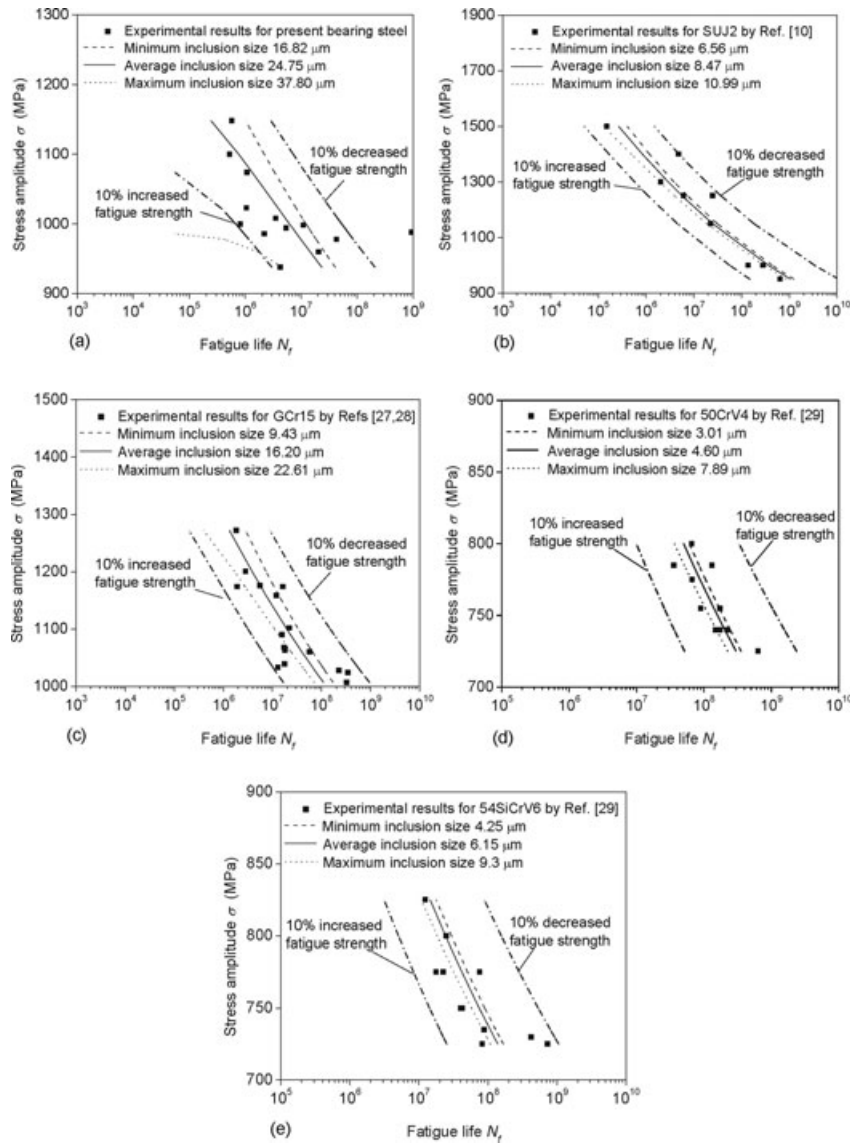 1300
1200
1100
1000
900
Stress amplitude σ (MPa)
Experimental results for present bearing steel
Minimum inclusion size 16.82 μm
Average inclusion size 24.75 μm
Maximum inclusion size 37.80 μm
10% decreased
fatigue strength
10% increased
fatigue strength
10⁴ 10⁵ 10⁶ 10⁷ 10⁸ 10⁹
(a)
Fatigue life Nf
1900
1700
1500
1300
1100
900
Stress amplitude σ (MPa)
Experimental results for SUJ2 by Ref. [10]
Minimum inclusion size 6.56 μm
Average inclusion size 8.47 μm
Maximum inclusion size 10.99 μm
10% decreased
fatigue strength
10% increased
fatigue strength
10³ 10⁴ 10⁵ 10⁶ 10⁷ 10⁸ 10⁹ 10¹⁰
(b)
Fatigue life Nf
1500
1400
1300
1200
1100
1000
Stress amplitude σ (MPa)
Experimental results for GCr15 by Refs [27,28]
Minimum inclusion size 9.43 μm
Average inclusion size 16.20 μm
Maximum inclusion size 22.61 μm
10% decreased
fatigue strength
10% increased
fatigue strength
10³ 10⁴ 10⁵ 10⁶ 10⁷ 10⁸ 10⁹ 10¹⁰
(c)
Fatigue life Nf
900
800
700
Stress amplitude σ (MPa)
Experimental results for 50CrV4 by Ref. [29]
Minimum inclusion size 3.01 μm
Average inclusion size 4.60 μm
Maximum inclusion size 7.89 μm
10% increased
fatigue strength
10% decreased
fatigue strength
10⁵ 10⁶ 10⁷ 10⁸ 10⁹ 10¹⁰
(d)
Fatigue life Nf
900
850
800
750
700
Stress amplitude σ (MPa)
Experimental results for 54SiCrV6 by Ref. [29]
Minimum inclusion size 4.25 μm
Average inclusion size 6.15 μm
Maximum inclusion size 9.3 μm
10% increased
fatigue strength
10% decreased
fatigue strength
10⁵ 10⁶ 10⁷ 10⁸ 10⁹ 10¹⁰
(e)
Fatigue life Nf